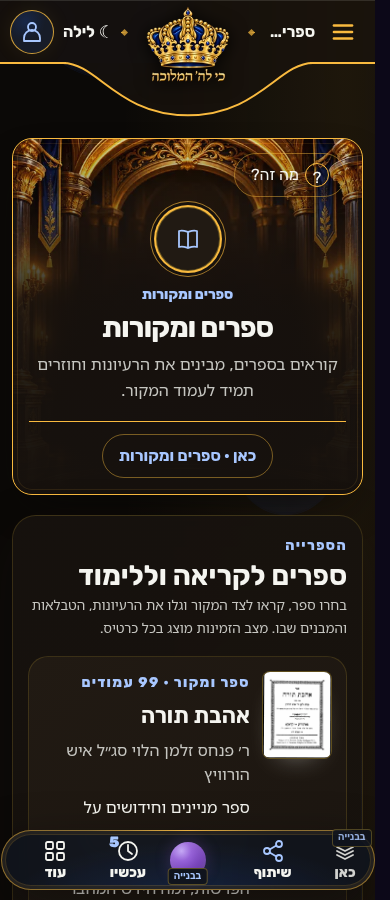 ספרי...
☾ לילה
כי לה׳ המלוכה
? מה זה?
ספרים ומקורות
ספרים ומקורות
קוראים בספרים, מבינים את הרעיונות וחוזרים
תמיד לעמוד המקור.
כאן • ספרים ומקורות
הספרייה
ספרים לקריאה וללימוד
בחרו ספר, קראו לצד המקור וגלו את הרעיונות, הטבלאות
והמבנים שבו. מצב הזמינות מוצג בכל כרטיס.
אהבת תורה
ספר ומקור • 99 עמודים
אהבת תורה
ר׳ פנחס זלמן הלוי סג״ל איש
הורוויץ
ספר מניינים וחידושים על
בבנייה
כאן
שיתוף
בבנייה
5
עכשיו
עוד